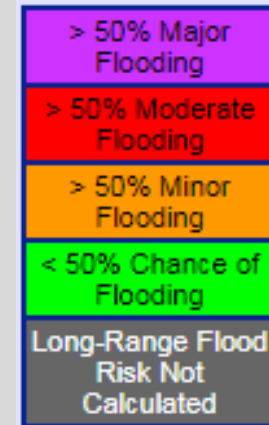 > 50% Major
Flooding
> 50% Moderate
Flooding
> 50% Minor
Flooding
< 50% Chance of
Flooding
Long-Range Flood
Risk Not
Calculated